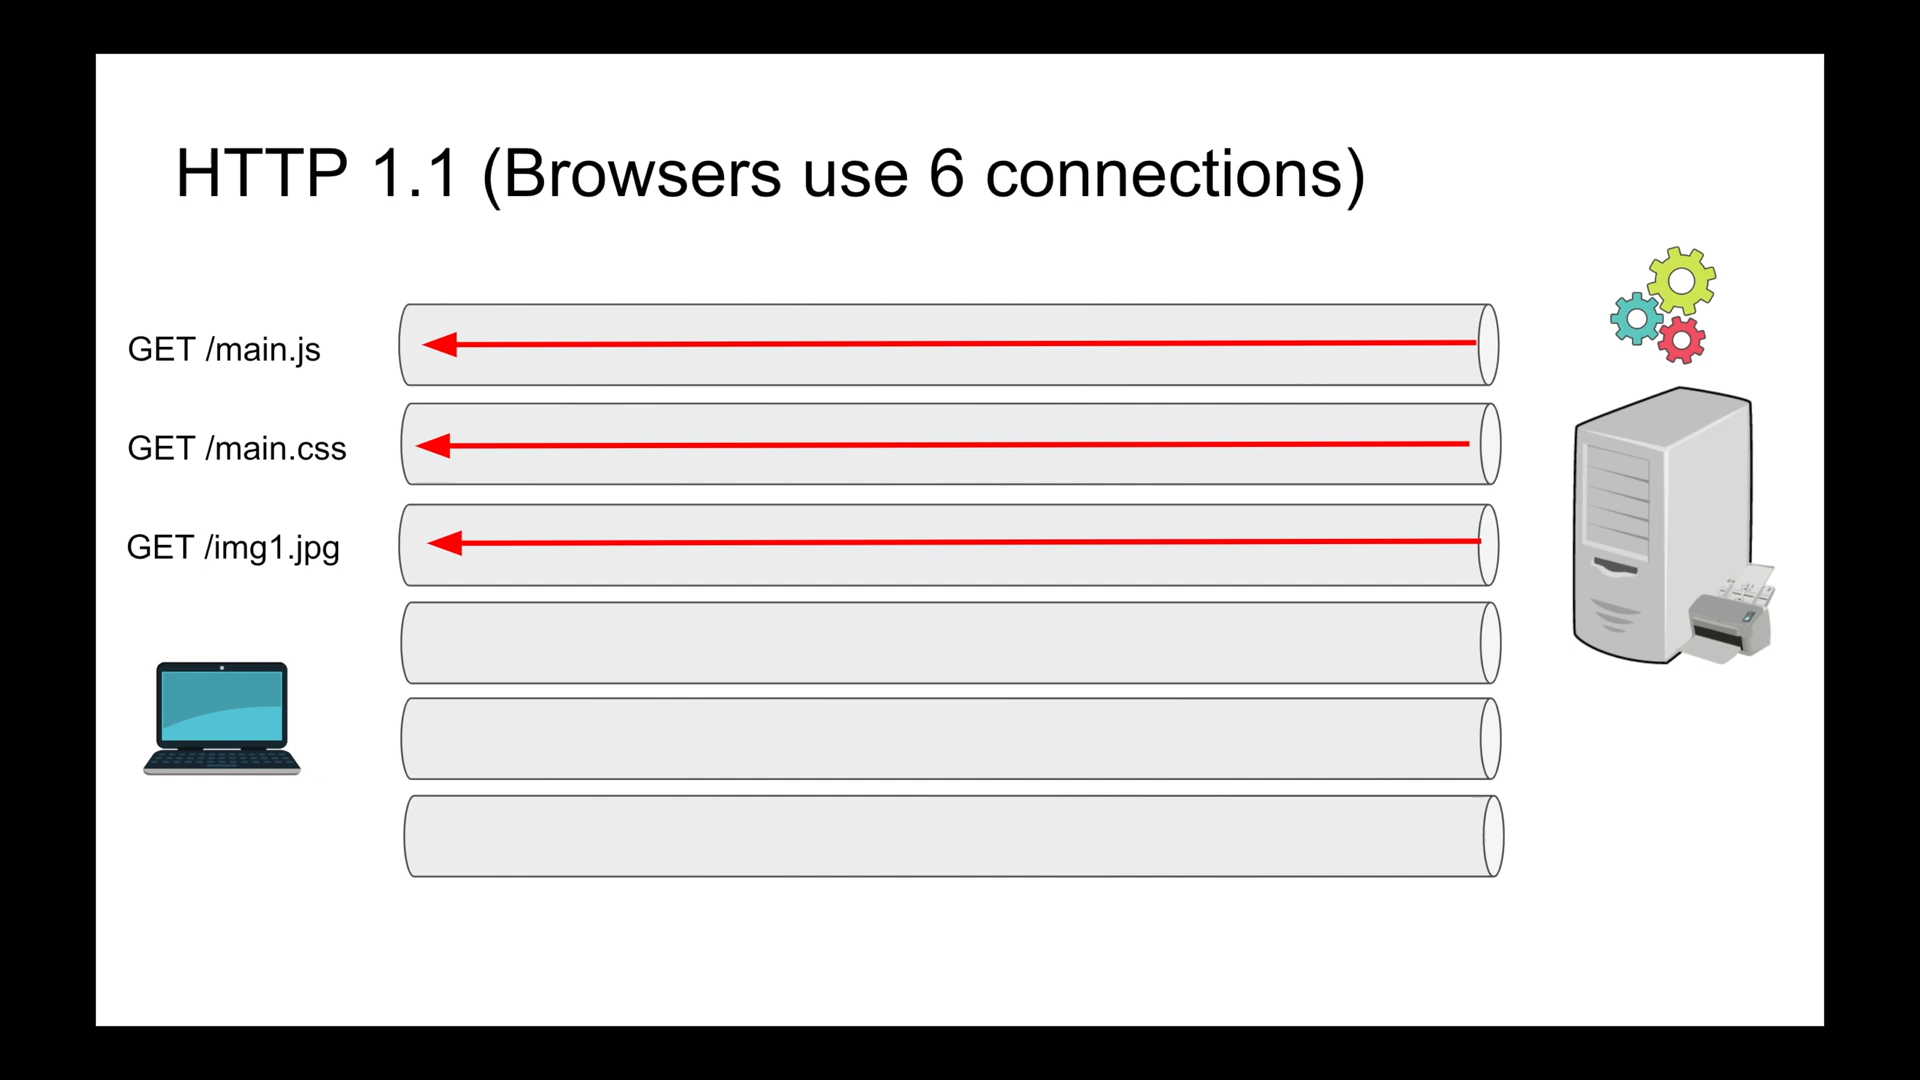 HTTP 1.1 (Browsers use 6 connections)
GET /main.js
GET /main.css
GET /img1.jpg